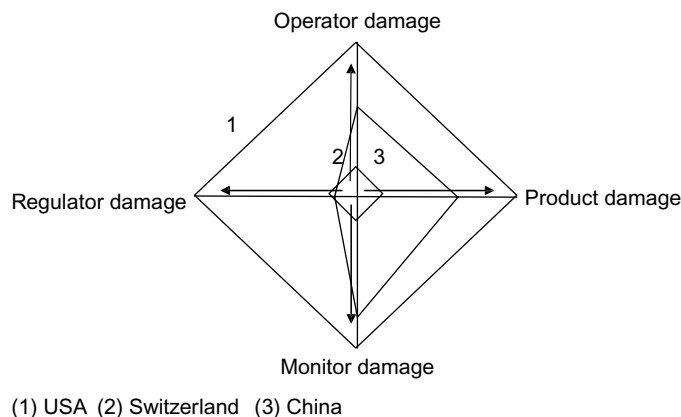 Operator damage
1
2 3
Regulator damage
Product damage
Monitor damage
(1) USA (2) Switzerland (3) China